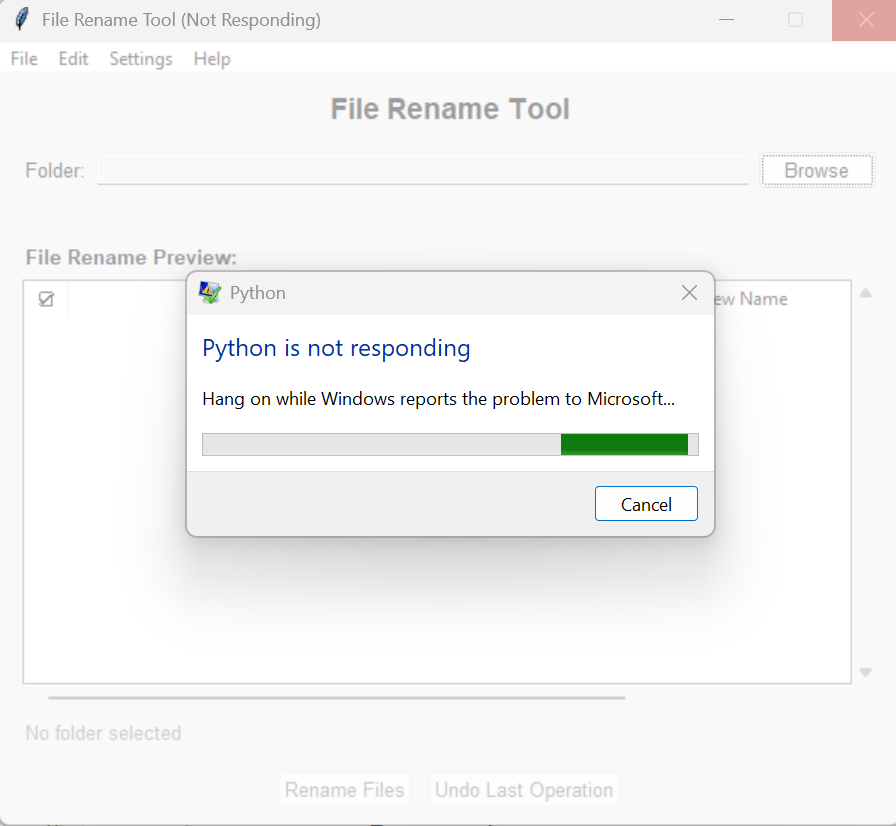 File Rename Tool (Not Responding)
File Edit Settings Help
File Rename Tool
Folder: Browse
File Rename Preview:
ew Name
Python
Python is not responding
Hang on while Windows reports the problem to Microsoft...
Cancel
No folder selected
Rename Files Undo Last Operation